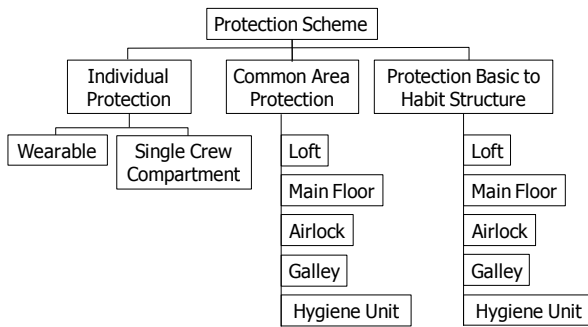 Protection Scheme
Individual
Protection
Common Area
Protection
Protection Basic to
Habit Structure
Wearable
Single Crew
Compartment
Loft
Main Floor
Airlock
Galley
Hygiene Unit
Loft
Main Floor
Airlock
Galley
Hygiene Unit